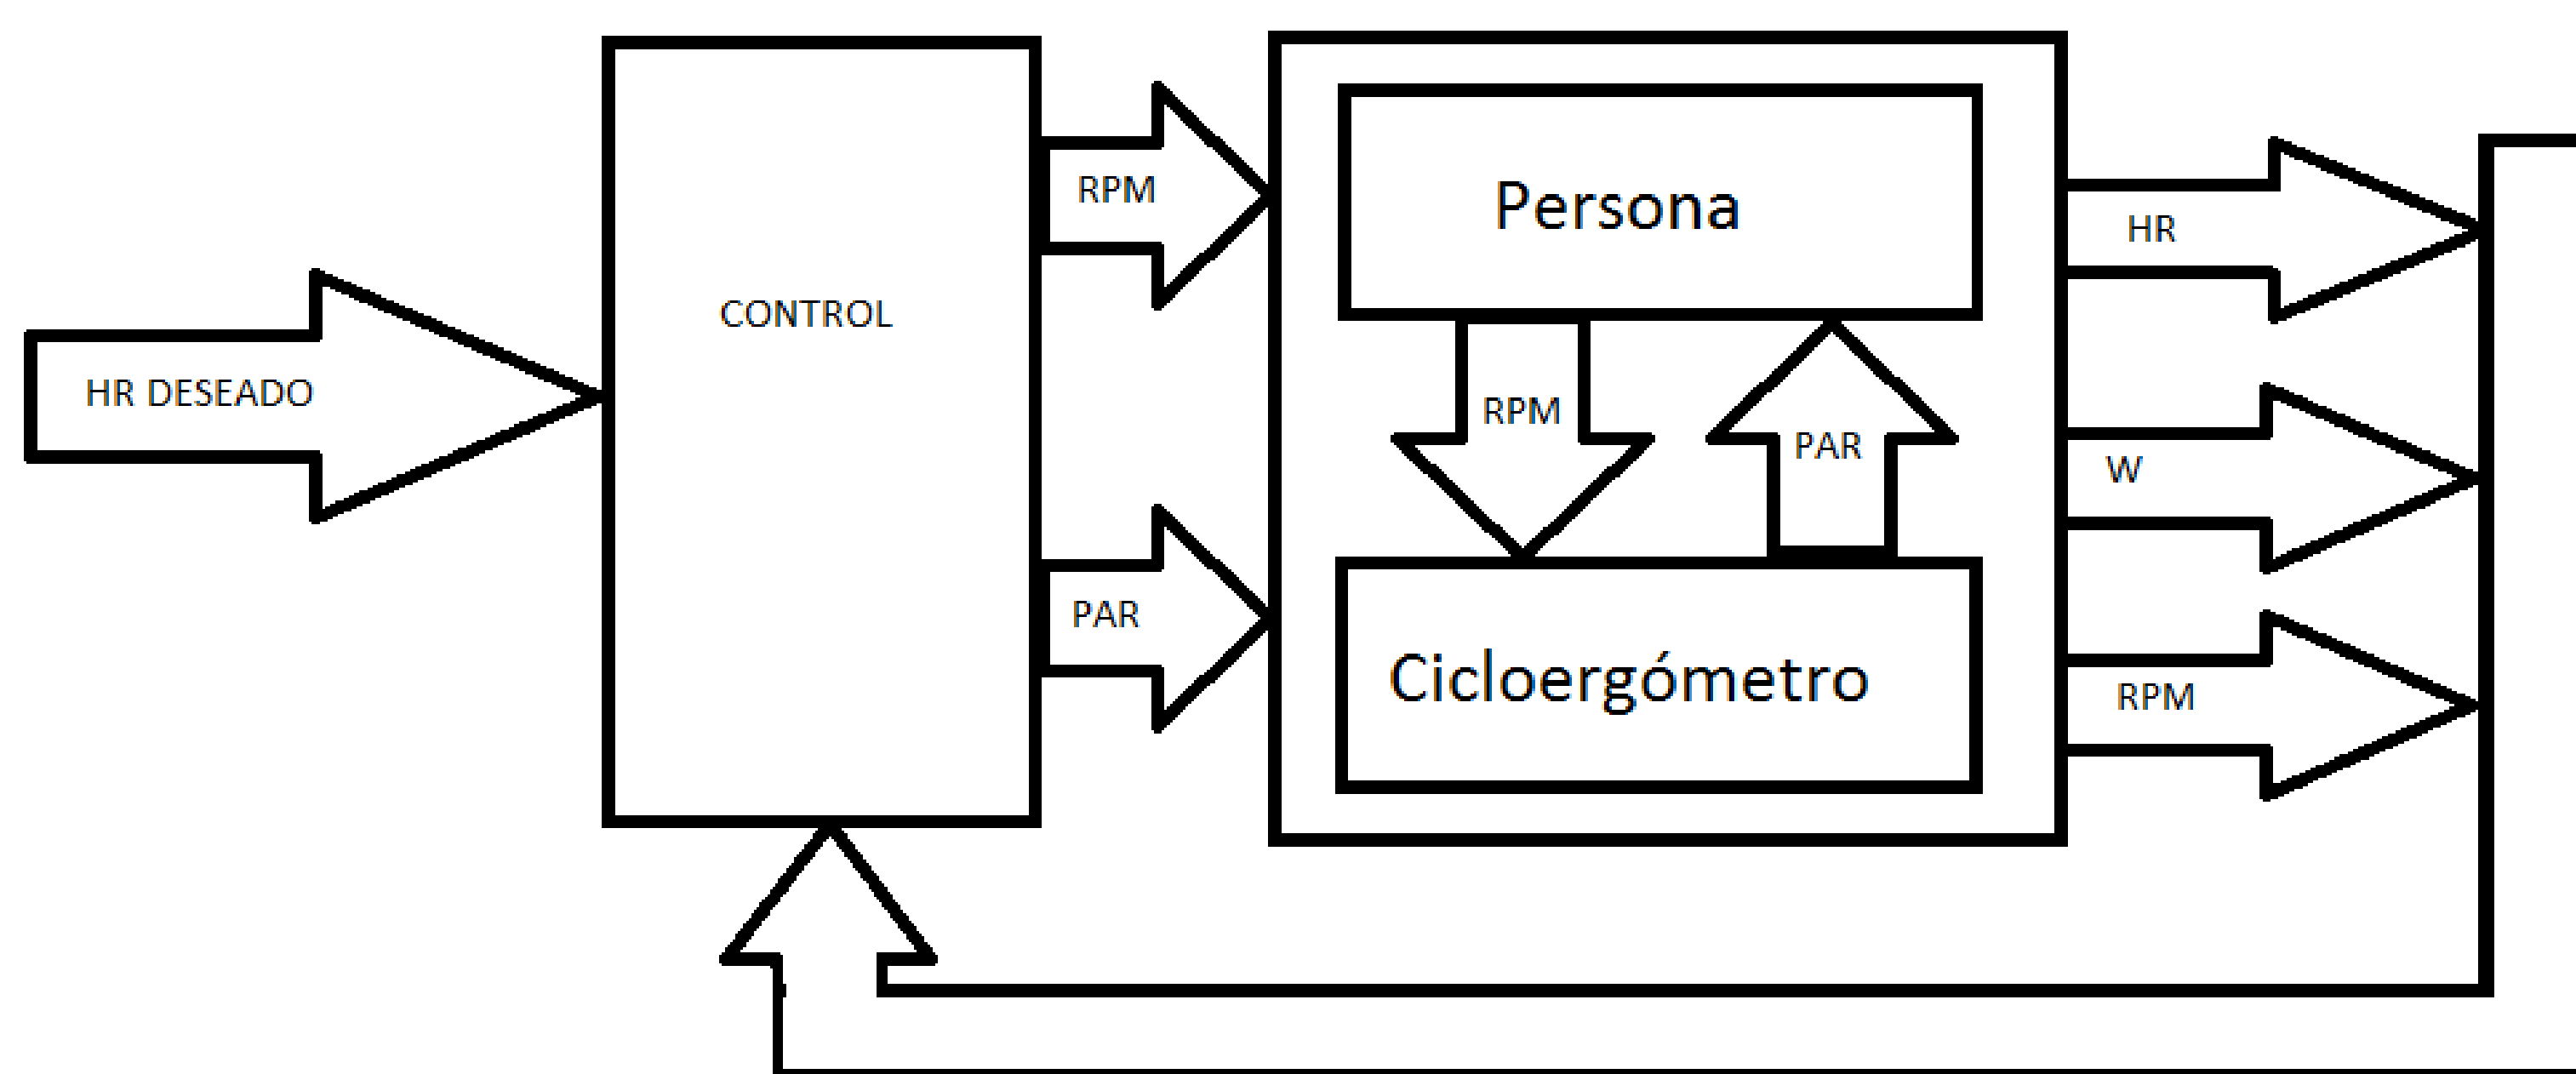 HR DESEADO
CONTROL
RPM
PAR
Persona
RPM
PAR
Cicloergómetro
HR
W
RPM